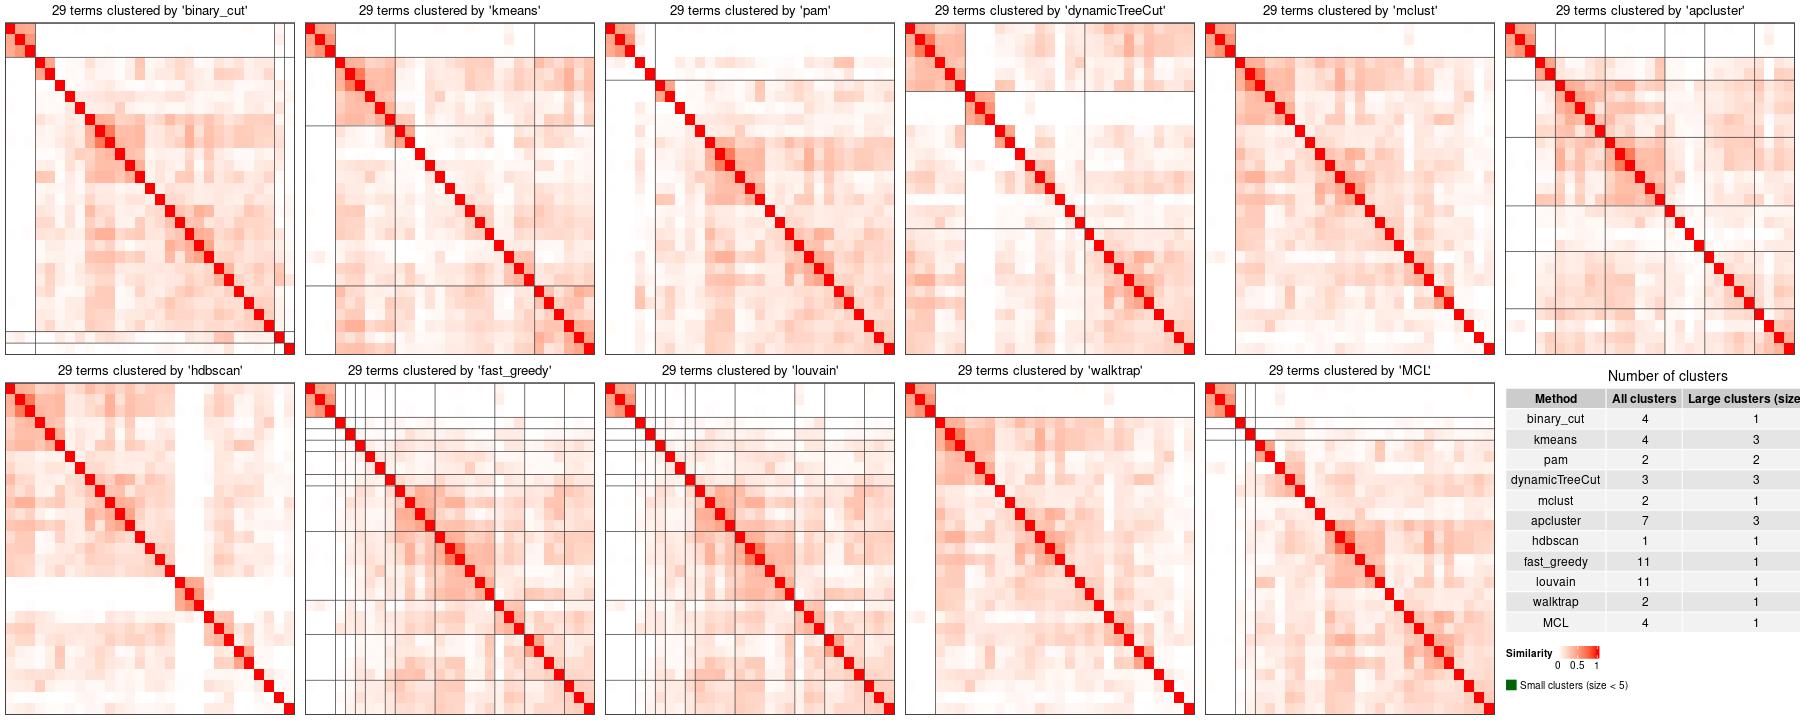 29 terms clustered by 'binary_cut'
29 terms clustered by 'kmeans'
29 terms clustered by 'pam'
29 terms clustered by 'dynamicTreeCut'
29 terms clustered by 'mclust'
29 terms clustered by 'apcluster'
29 terms clustered by 'hdbscan'
29 terms clustered by 'fast_greedy'
29 terms clustered by 'louvain'
29 terms clustered by 'walktrap'
29 terms clustered by 'MCL'
Number of clusters
Method All clusters Large clusters (size
binary_cut 4 1
kmeans 4 3
pam 2 2
dynamicTreeCut 3 3
mclust 2 1
apcluster 7 3
hdbscan 1 1
fast_greedy 11 1
louvain 11 1
walktrap 2 1
MCL 4 1
Similarity
0 0.5 1
Small clusters (size < 5)